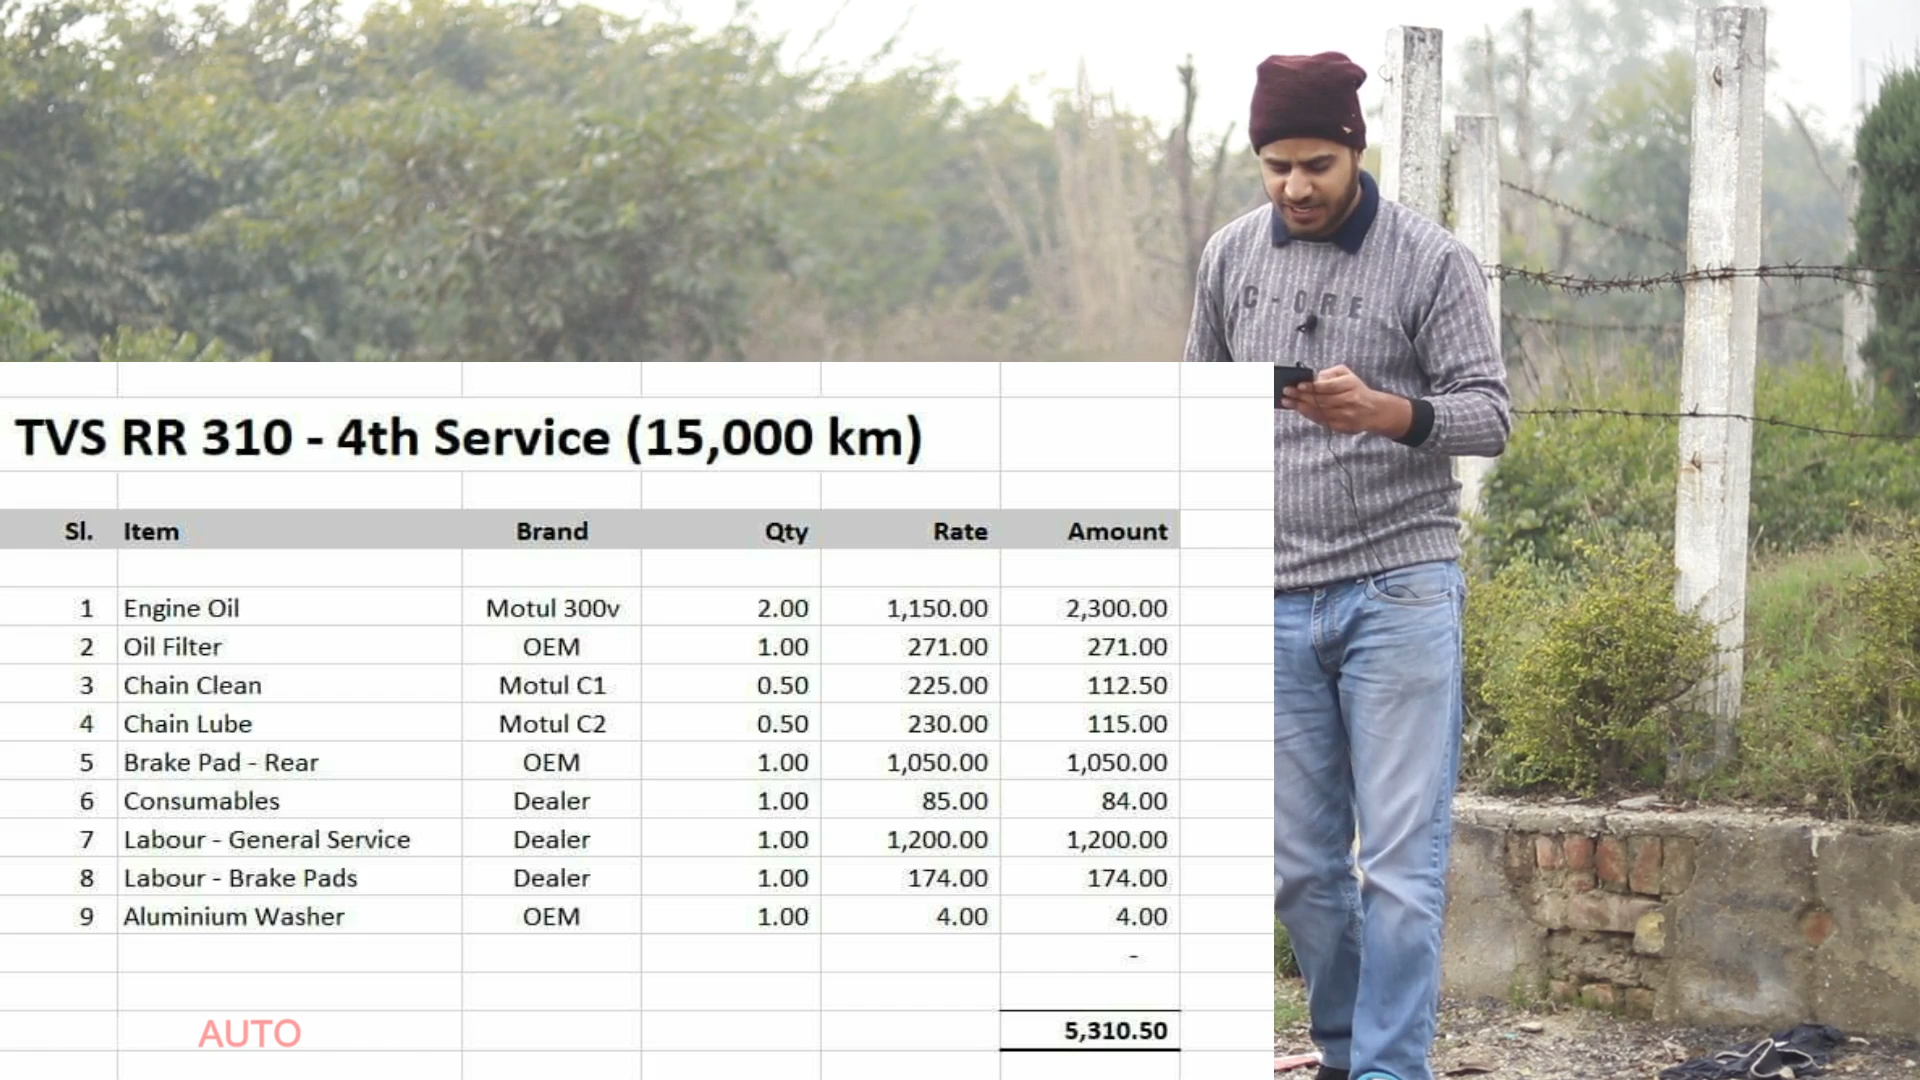 C-ORE
TVS RR 310 - 4th Service (15,000 km)
Sl. Item Brand Qty Rate Amount
1 Engine Oil Motul 300v 2.00 1,150.00 2,300.00
2 Oil Filter OEM 1.00 271.00 271.00
3 Chain Clean Motul C1 0.50 225.00 112.50
4 Chain Lube Motul C2 0.50 230.00 115.00
5 Brake Pad - Rear OEM 1.00 1,050.00 1,050.00
6 Consumables Dealer 1.00 85.00 84.00
7 Labour - General Service Dealer 1.00 1,200.00 1,200.00
8 Labour - Brake Pads Dealer 1.00 174.00 174.00
9 Aluminium Washer OEM 1.00 4.00 4.00
-
5,310.50
AUTO